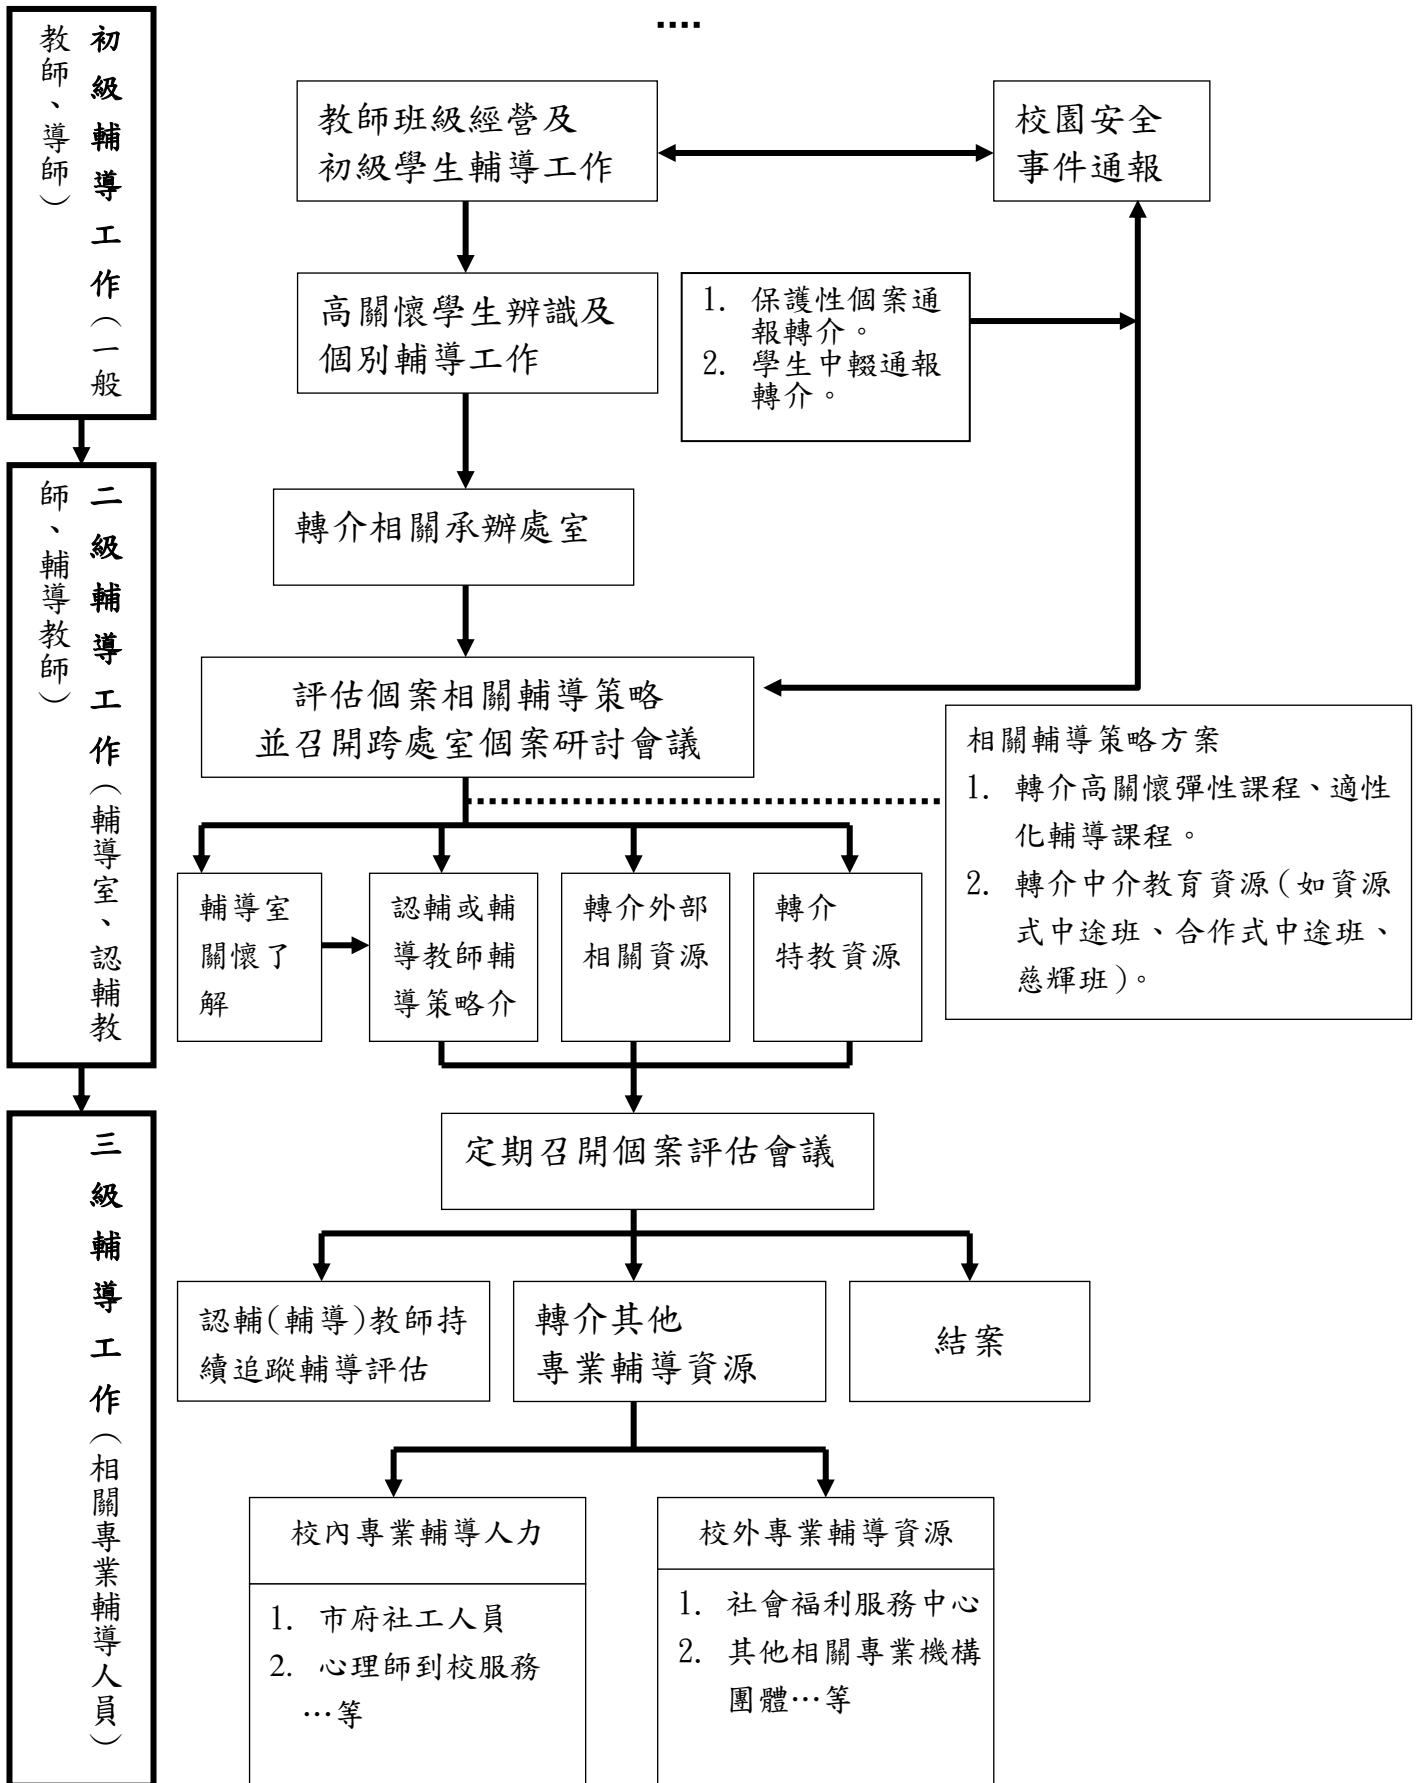 初級輔導工作（一般
教師、導師）
教師班級經營及
初級學生輔導工作
校園安全
事件通報
高關懷學生辨識及
個別輔導工作
1. 保護性個案通
報轉介。
2. 學生中輟通報
轉介。
二級輔導工作（輔導室、認輔教
師、輔導教師）
轉介相關承辦處室
評估個案相關輔導策略
並召開跨處室個案研討會議
相關輔導策略方案
1. 轉介高關懷彈性課程、適性
化輔導課程。
2. 轉介中介教育資源(如資源
式中途班、合作式中途班、
慈輝班)。
輔導室
關懷了
解
認輔或輔
導教師輔
導策略介
轉介外部
相關資源
轉介
特教資源
三級輔導工作（相關專業輔導人員）
定期召開個案評估會議
認輔(輔導)教師持
續追蹤輔導評估
轉介其他
專業輔導資源
結案
校內專業輔導人力
1. 市府社工人員
2. 心理師到校服務
…等
校外專業輔導資源
1. 社會福利服務中心
2. 其他相關專業機構
團體…等